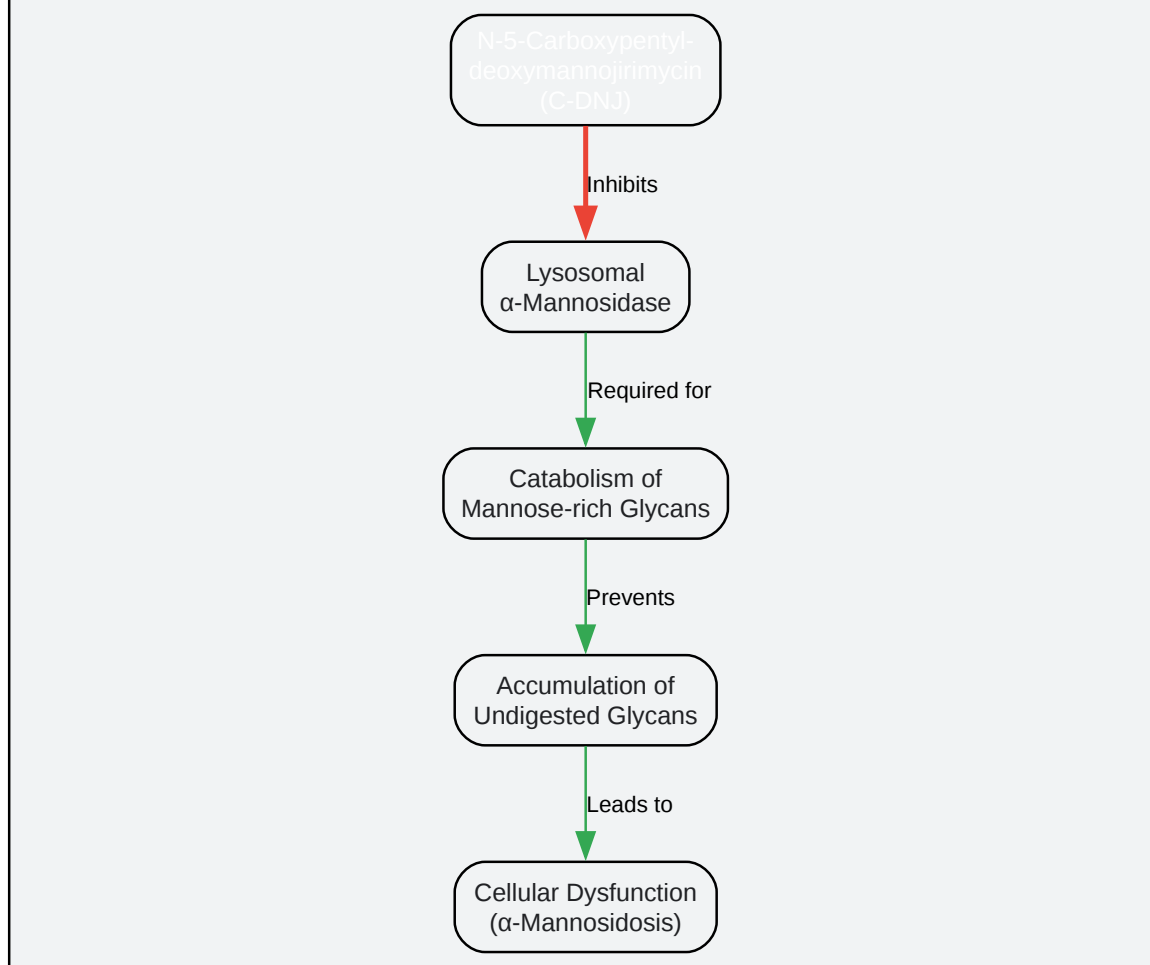 N-5-Carboxypentyl-
deoxymannojirimycin
(C-DNJ)
Inhibits
Lysosomal
α-Mannosidase
Required for
Catabolism of
Mannose-rich Glycans
Prevents
Accumulation of
Undigested Glycans
Leads to
Cellular Dysfunction
(α-Mannosidosis)